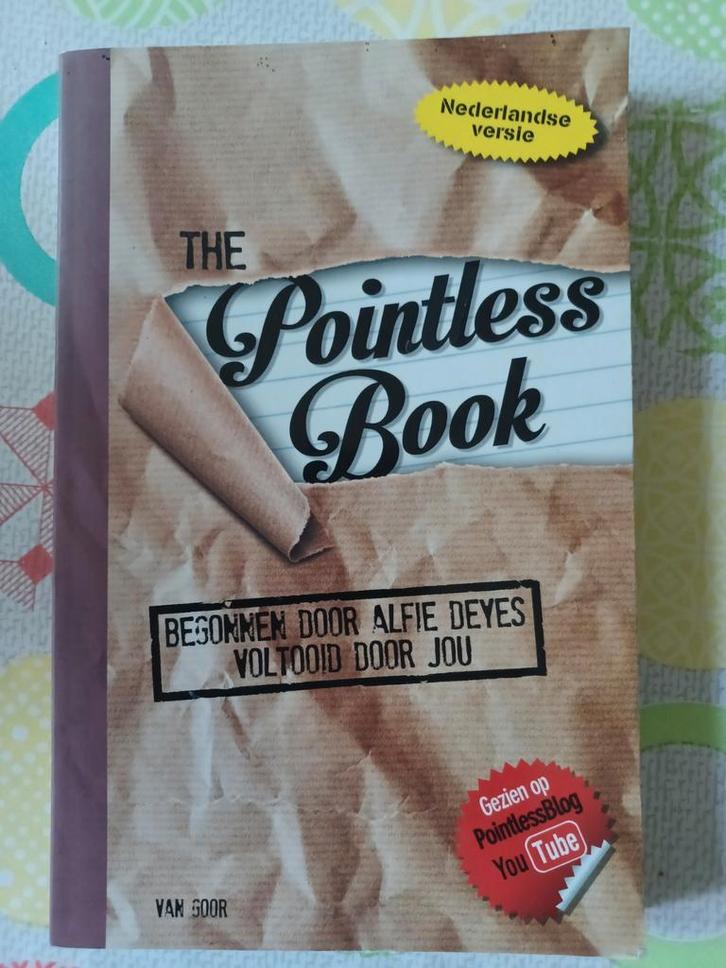 Nederlandse
versie
THE
Pointless
Book
BEGONNEN DOOR ALFIE DEYES
VOLTOOID DOOR JOU
Gezien op
PointlessBlog
You Tube
VAN GOOR